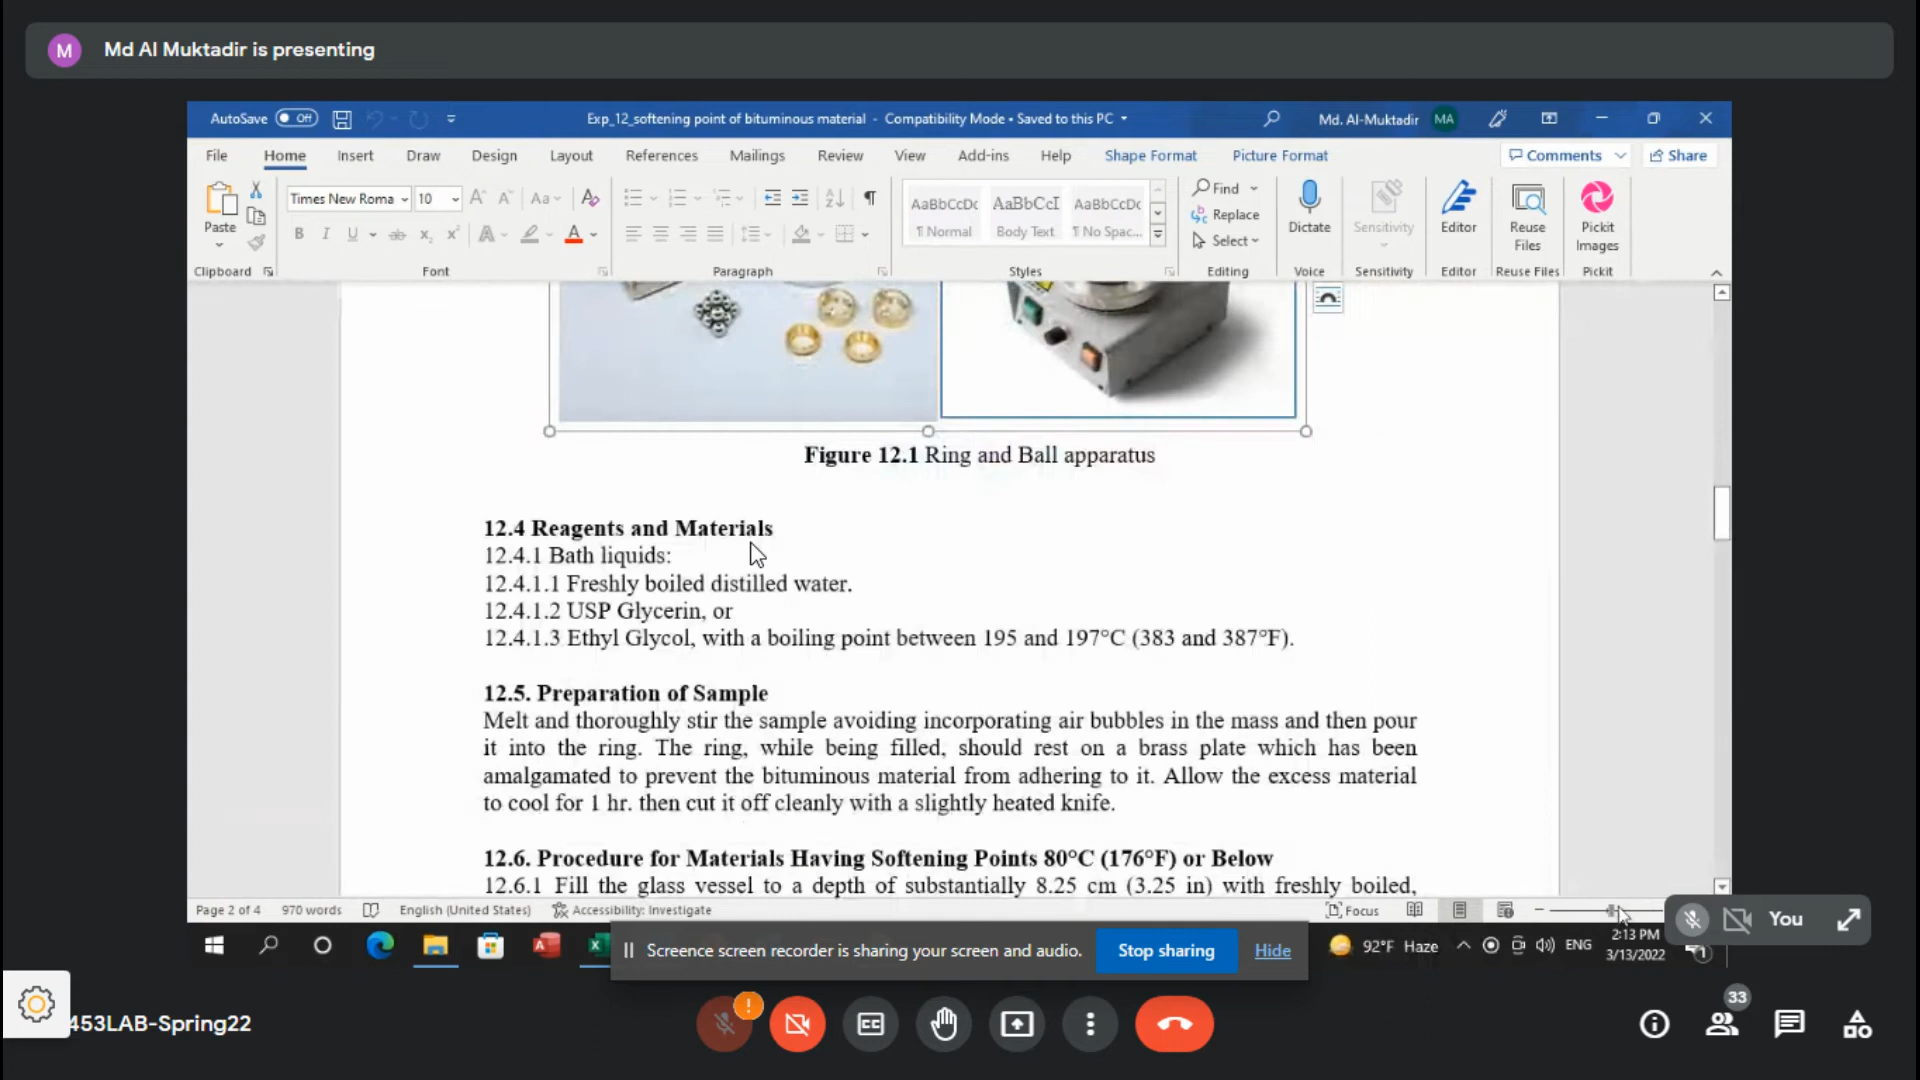 M Md Al Muktadir is presenting
AutoSave Off Exp_12_softening point of bituminous material - Compatibility Mode • Saved to this PC Md. Al-Muktadir MA
File Home Insert Draw Design Layout References Mailings Review View Add-ins Help Shape Format Picture Format Comments Share
Paste Times New Roma 10 Aa AaBbCcDc AaBbCcI AaBbCcDc Find Dictate Sensitivity Editor Reuse Files Pickit Images
¶ Normal Body Text ¶ No Spac... Replace
Select
Clipboard Font Paragraph Styles Editing Voice Sensitivity Editor Reuse Files Pickit
Figure 12.1 Ring and Ball apparatus
12.4 Reagents and Materials
12.4.1 Bath liquids:
12.4.1.1 Freshly boiled distilled water.
12.4.1.2 USP Glycerin, or
12.4.1.3 Ethyl Glycol, with a boiling point between 195 and 197°C (383 and 387°F).
12.5. Preparation of Sample
Melt and thoroughly stir the sample avoiding incorporating air bubbles in the mass and then pour
it into the ring. The ring, while being filled, should rest on a brass plate which has been
amalgamated to prevent the bituminous material from adhering to it. Allow the excess material
to cool for 1 hr. then cut it off cleanly with a slightly heated knife.
12.6. Procedure for Materials Having Softening Points 80°C (176°F) or Below
12.6.1 Fill the glass vessel to a depth of substantially 8.25 cm (3.25 in) with freshly boiled,
Page 2 of 4 970 words English (United States) Accessibility: Investigate Focus
You
Screence screen recorder is sharing your screen and audio. Stop sharing Hide
92°F Haze ENG 2:13 PM
3/13/2022 1
453LAB-Spring22
33